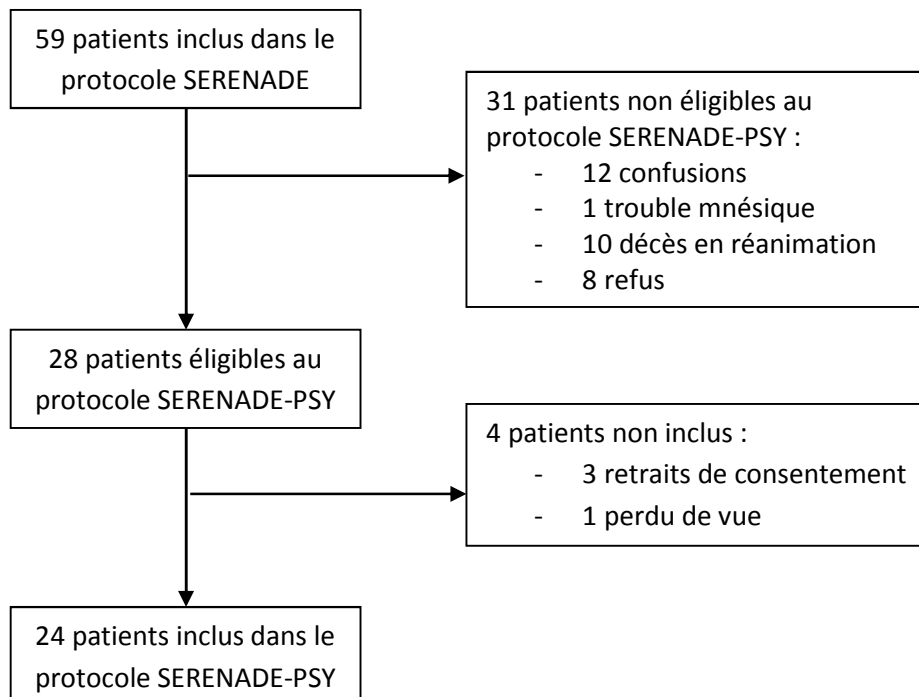 59 patients inclus dans le
protocole SERENADE
31 patients non éligibles au
protocole SERENADE-PSY :
- 12 confusions
- 1 trouble mnésique
- 10 décès en réanimation
- 8 refus
28 patients éligibles au
protocole SERENADE-PSY
4 patients non inclus :
- 3 retraits de consentement
- 1 perdu de vue
24 patients inclus dans le
protocole SERENADE-PSY